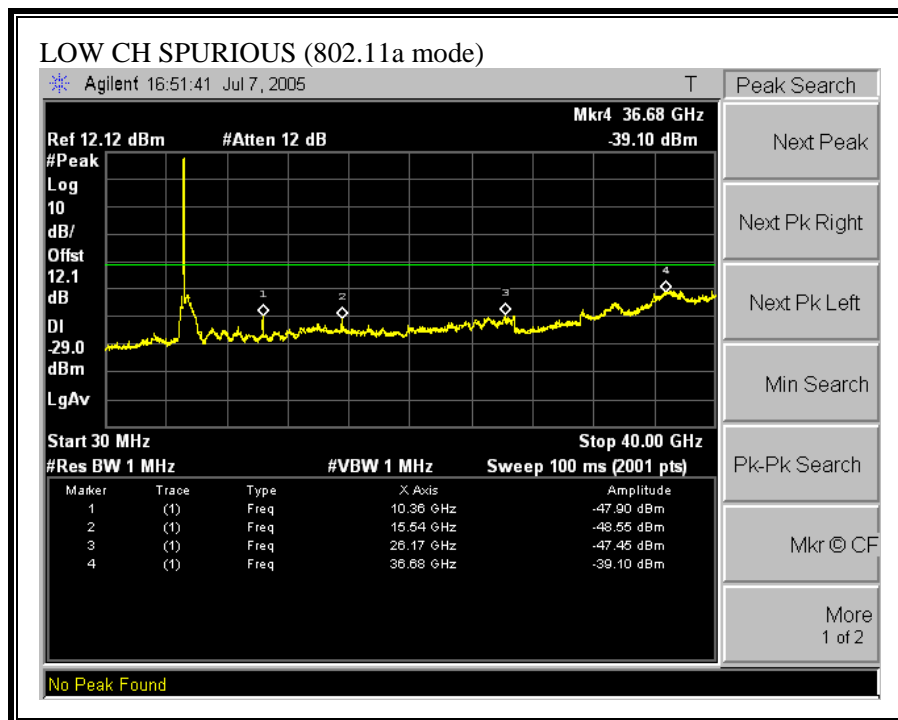 LOW CH SPURIOUS (802.11a mode)
Agilent 16:51:41 Jul 7, 2005 T
Peak Search
Mkr4 36.68 GHz
Ref 12.12 dBm #Atten 12 dB -39.10 dBm
#Peak
Log
10
dB/
Offst
12.1
dB
DI
-29.0
dBm
LgAv
1
2
3
4
Start 30 MHz Stop 40.00 GHz
#Res BW 1 MHz #VBW 1 MHz Sweep 100 ms (2001 pts)
Marker Trace Type X Axis Amplitude
1 (1) Freq 10.36 GHz -47.90 dBm
2 (1) Freq 15.54 GHz -48.55 dBm
3 (1) Freq 26.17 GHz -47.45 dBm
4 (1) Freq 36.68 GHz -39.10 dBm
No Peak Found
Next Peak
Next Pk Right
Next Pk Left
Min Search
Pk-Pk Search
Mkr © CF
More
1 of 2